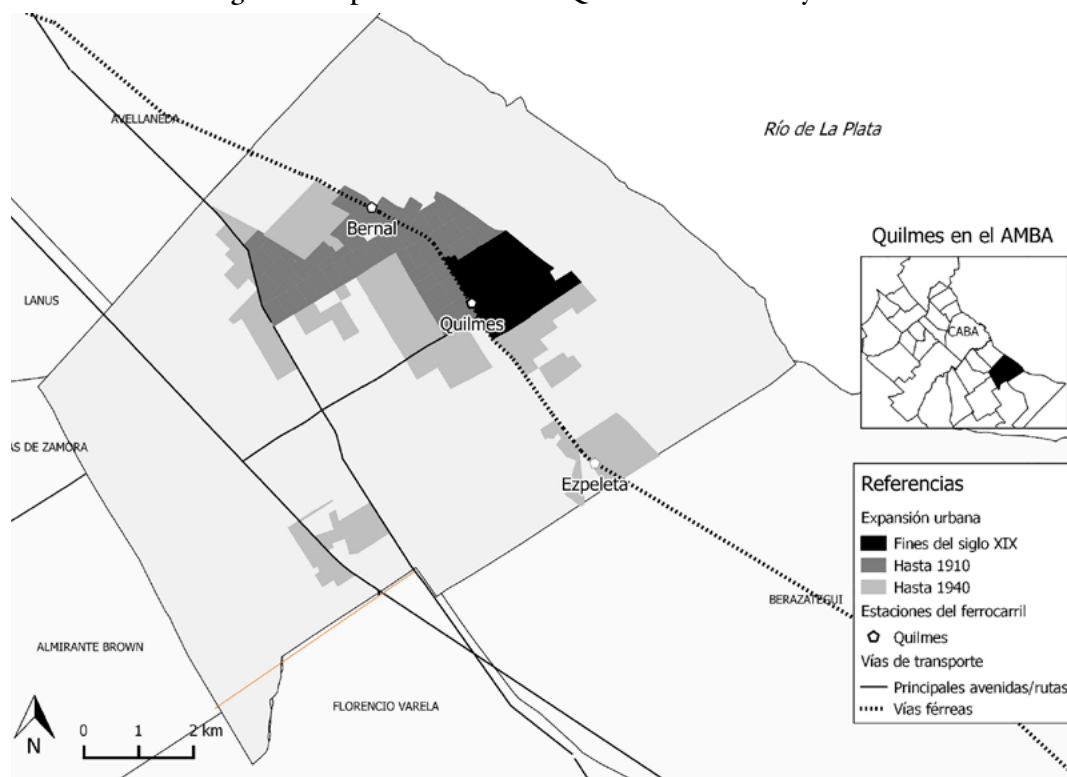 Río de La Plata
AVELLANEDA
Bernal
Quilmes en el AMBA
CABA
LANUS
Quilmes
AS DE ZAMORA
Ezpeleta
Referencias
Expansión urbana
Fines del siglo XIX
Hasta 1910
Hasta 1940
Estaciones del ferrocarril
Quilmes
Vías de transporte
Principales avenidas/rutas
Vías férreas
BERAZATEGUI
ALMIRANTE BROWN
FLORENCIO VARELA
N
0 1 2 km